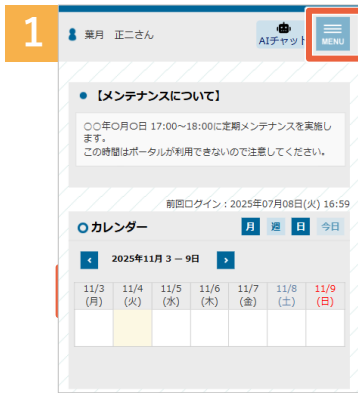 1
葉月 正二さん
AIチャット
MENU
【メンテナンスについて】
○○年○月○日 17:00～18:00に定期メンテナンスを実施し
ます。
この時間はポータルが利用できないので注意してください。
前回ログイン：2025年07月08日(火) 16:59
カレンダー
月 週 日 今日
2025年11月 3 － 9日
11/3 11/4 11/5 11/6 11/7 11/8 11/9
(月) (火) (水) (木) (金) (土) (日)